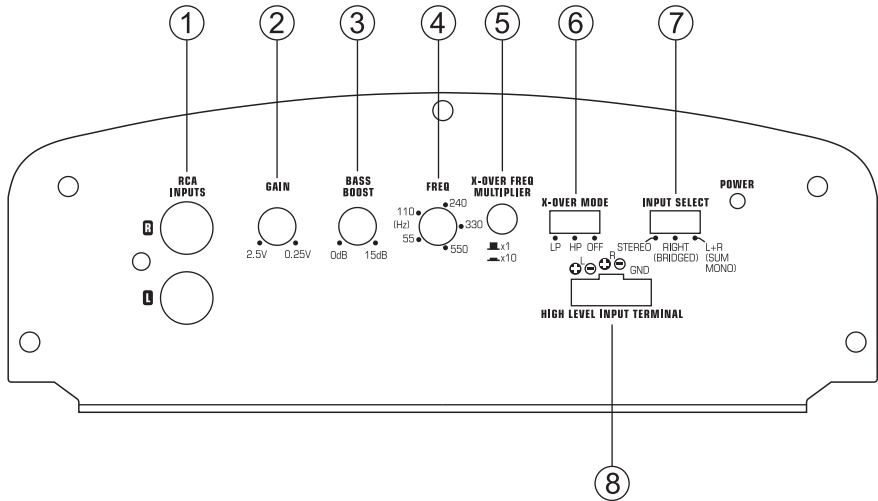 1 2 3 4 5 6 7
RCA
INPUTS
GAIN
BASS
BOOST
FREQ
X-OVER FREQ
MULTIPLIER
X-OVER MODE
INPUT SELECT
POWER
R
L
2.5V 0.25V
0dB 15dB
110 240
(Hz) 330
55 550
x1
x10
LP HP OFF
STEREO RIGHT (BRIDGED) L+R (SUM MONO)
L R GND
HIGH LEVEL INPUT TERMINAL
8